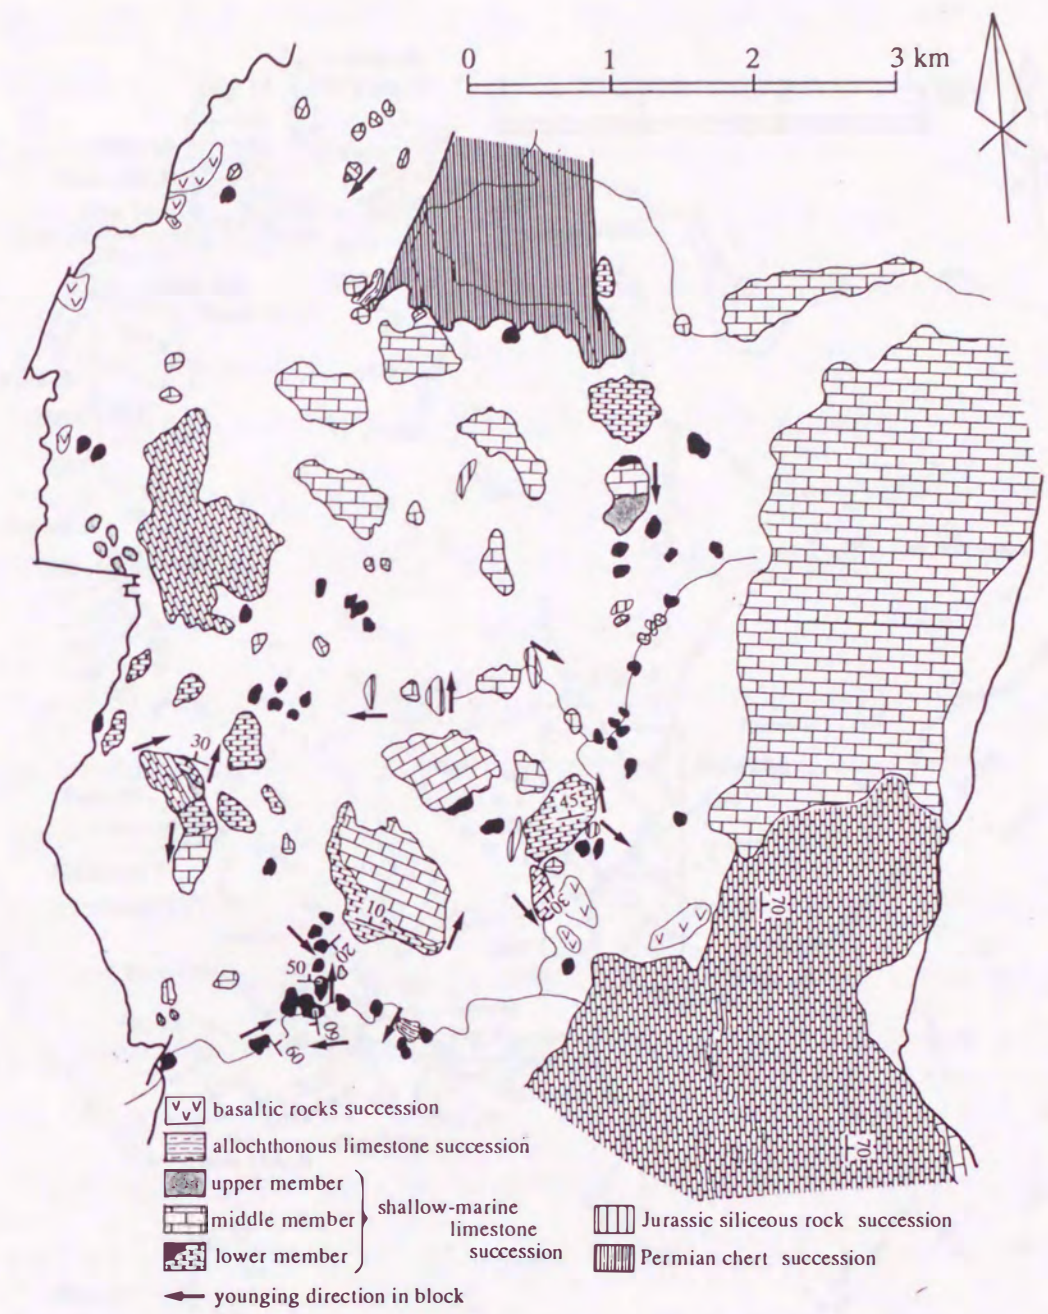 0 1 2 3 km
30
45
30
10
20
50
60
60
70
70
basaltic rocks succession
allochthonous limestone succession
upper member
middle member
lower member
shallow-marine
limestone
succession
Jurassic siliceous rock succession
Permian chert succession
younging direction in block